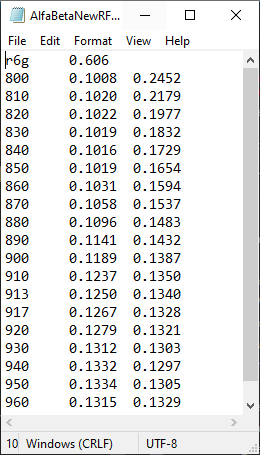 AlfaBetaNewRF...
File Edit Format View Help
r6g 0.606
800 0.1008 0.2452
810 0.1020 0.2179
820 0.1022 0.1977
830 0.1019 0.1832
840 0.1016 0.1729
850 0.1019 0.1654
860 0.1031 0.1594
870 0.1058 0.1537
880 0.1096 0.1483
890 0.1141 0.1432
900 0.1189 0.1387
910 0.1237 0.1350
913 0.1250 0.1340
917 0.1267 0.1328
920 0.1279 0.1321
930 0.1312 0.1303
940 0.1332 0.1297
950 0.1334 0.1305
960 0.1315 0.1329
10 Windows (CRLF) UTF-8